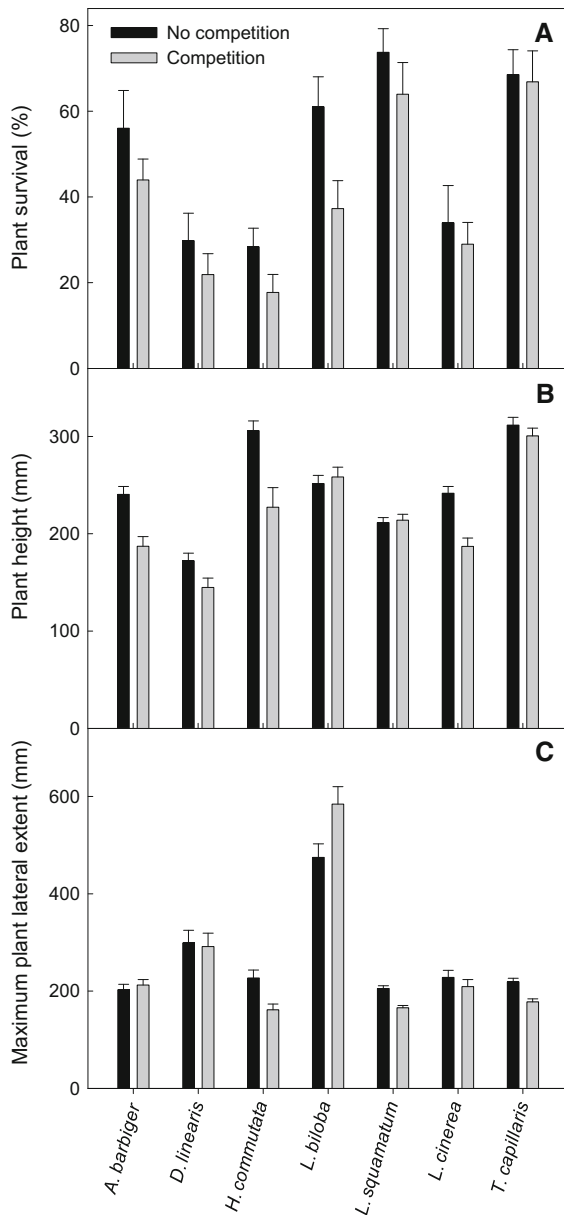 No competition
Competition
A
80
60
40
20
0
Plant survival (%)
B
300
200
100
0
Plant height (mm)
C
600
400
200
0
Maximum plant lateral extent (mm)
A. barbiger
D. linearis
H. commutata
L. biloba
L. squamatum
L. cinerea
T. capillaris